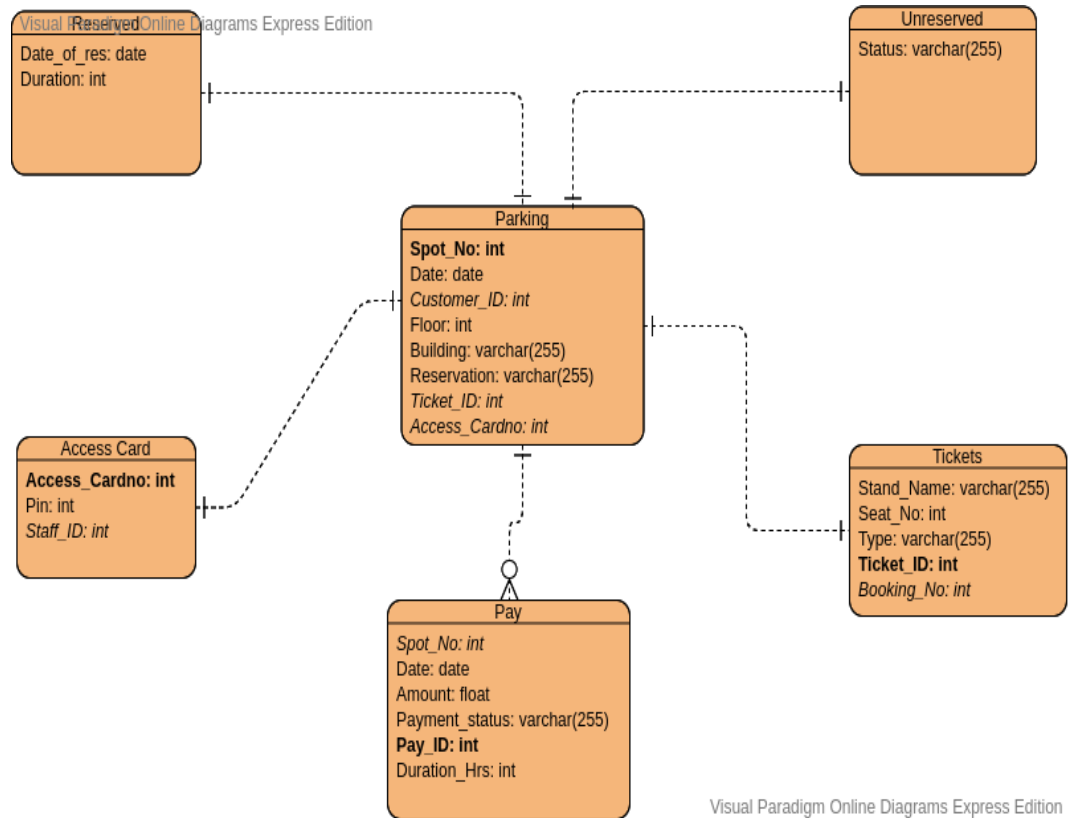 Visual Paradigm Online Diagrams Express Edition
Reserved
Date_of_res: date
Duration: int
Unreserved
Status: varchar(255)
Parking
Spot_No: int
Date: date
Customer_ID: int
Floor: int
Building: varchar(255)
Reservation: varchar(255)
Ticket_ID: int
Access_Cardno: int
Access Card
Access_Cardno: int
Pin: int
Staff_ID: int
Tickets
Stand_Name: varchar(255)
Seat_No: int
Type: varchar(255)
Ticket_ID: int
Booking_No: int
Pay
Spot_No: int
Date: date
Amount: float
Payment_status: varchar(255)
Pay_ID: int
Duration_Hrs: int
Visual Paradigm Online Diagrams Express Edition